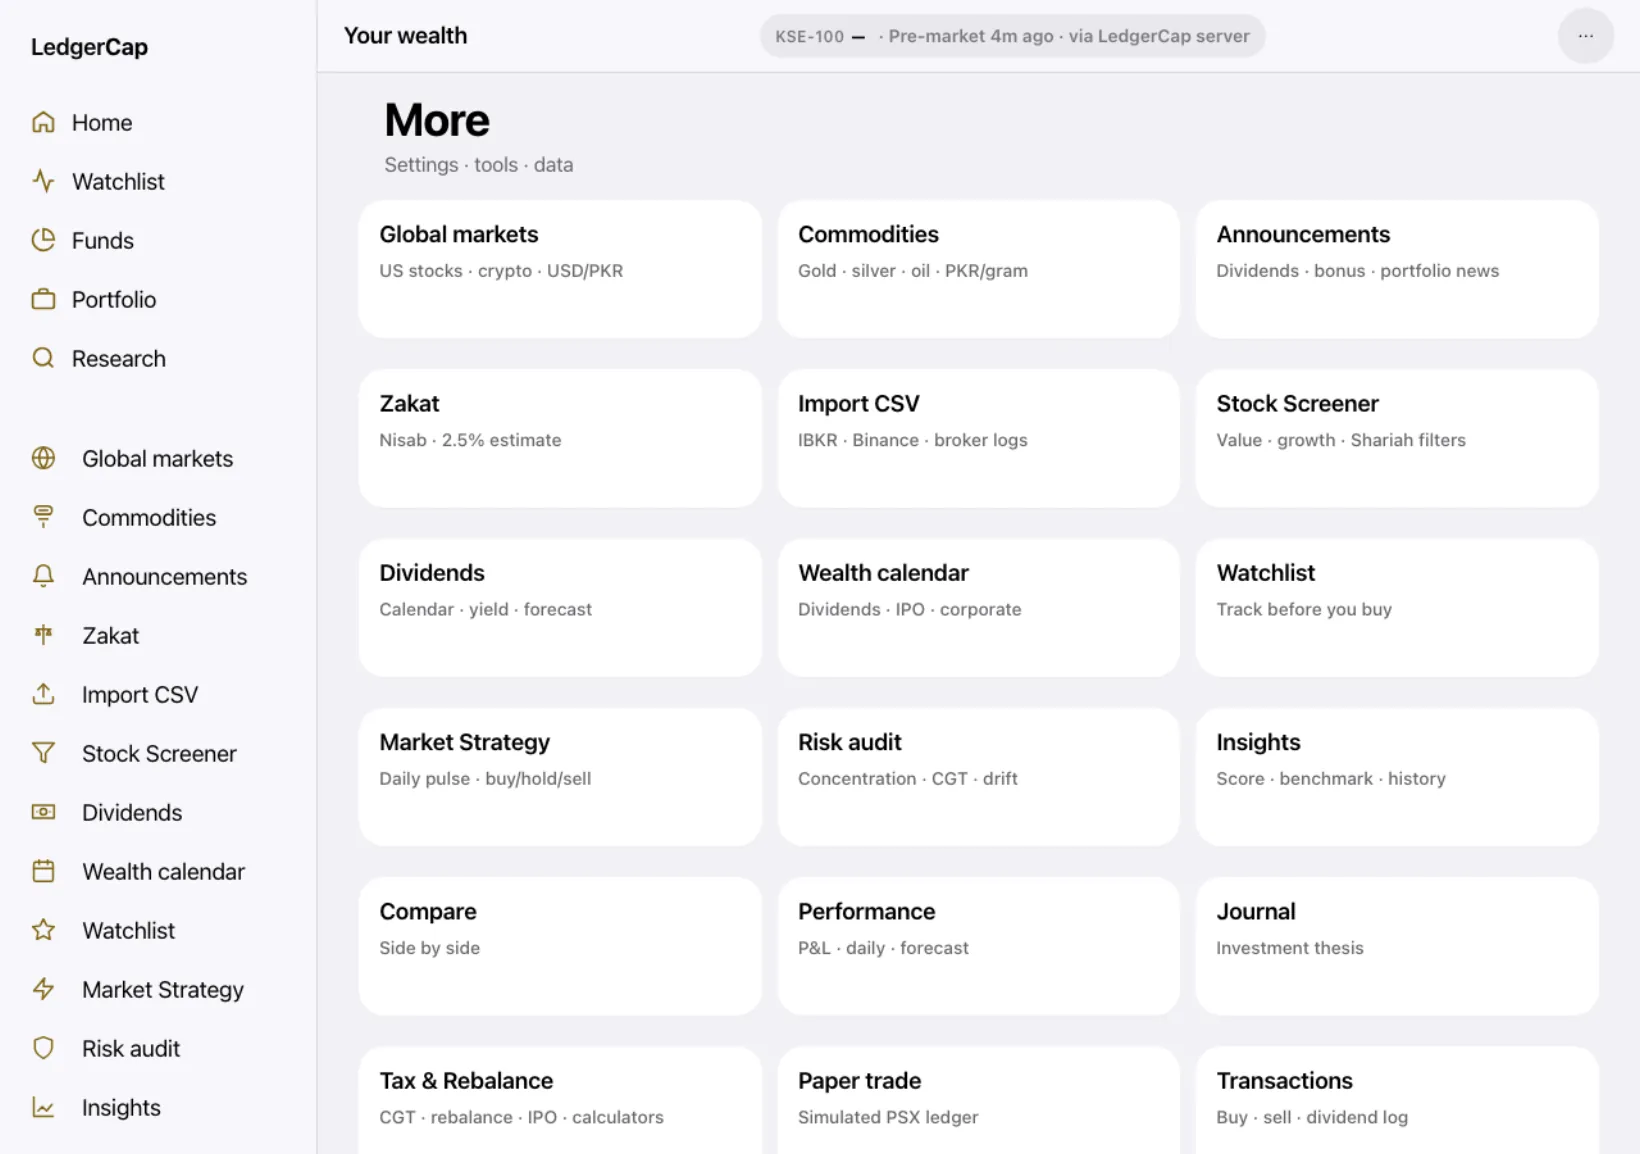 LedgerCap
Home
Watchlist
Funds
Portfolio
Research
Global markets
Commodities
Announcements
Zakat
Import CSV
Stock Screener
Dividends
Wealth calendar
Watchlist
Market Strategy
Risk audit
Insights
Your wealth
KSE-100 — · Pre-market 4m ago · via LedgerCap server
...
More
Settings · tools · data
Global markets
US stocks · crypto · USD/PKR
Commodities
Gold · silver · oil · PKR/gram
Announcements
Dividends · bonus · portfolio news
Zakat
Nisab · 2.5% estimate
Import CSV
IBKR · Binance · broker logs
Stock Screener
Value · growth · Shariah filters
Dividends
Calendar · yield · forecast
Wealth calendar
Dividends · IPO · corporate
Watchlist
Track before you buy
Market Strategy
Daily pulse · buy/hold/sell
Risk audit
Concentration · CGT · drift
Insights
Score · benchmark · history
Compare
Side by side
Performance
P&L · daily · forecast
Journal
Investment thesis
Tax & Rebalance
CGT · rebalance · IPO · calculators
Paper trade
Simulated PSX ledger
Transactions
Buy · sell · dividend log